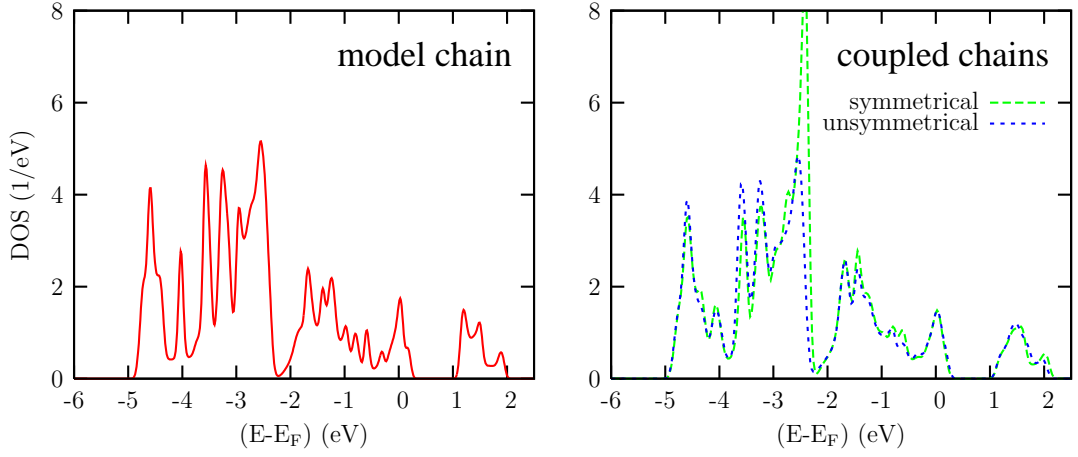 model chain
DOS (1/eV)
8
6
4
2
0
-6 -5 -4 -3 -2 -1 0 1 2
(E-E_F) (eV)
coupled chains
symmetrical
unsymmetrical
8
6
4
2
0
-6 -5 -4 -3 -2 -1 0 1 2
(E-E_F) (eV)